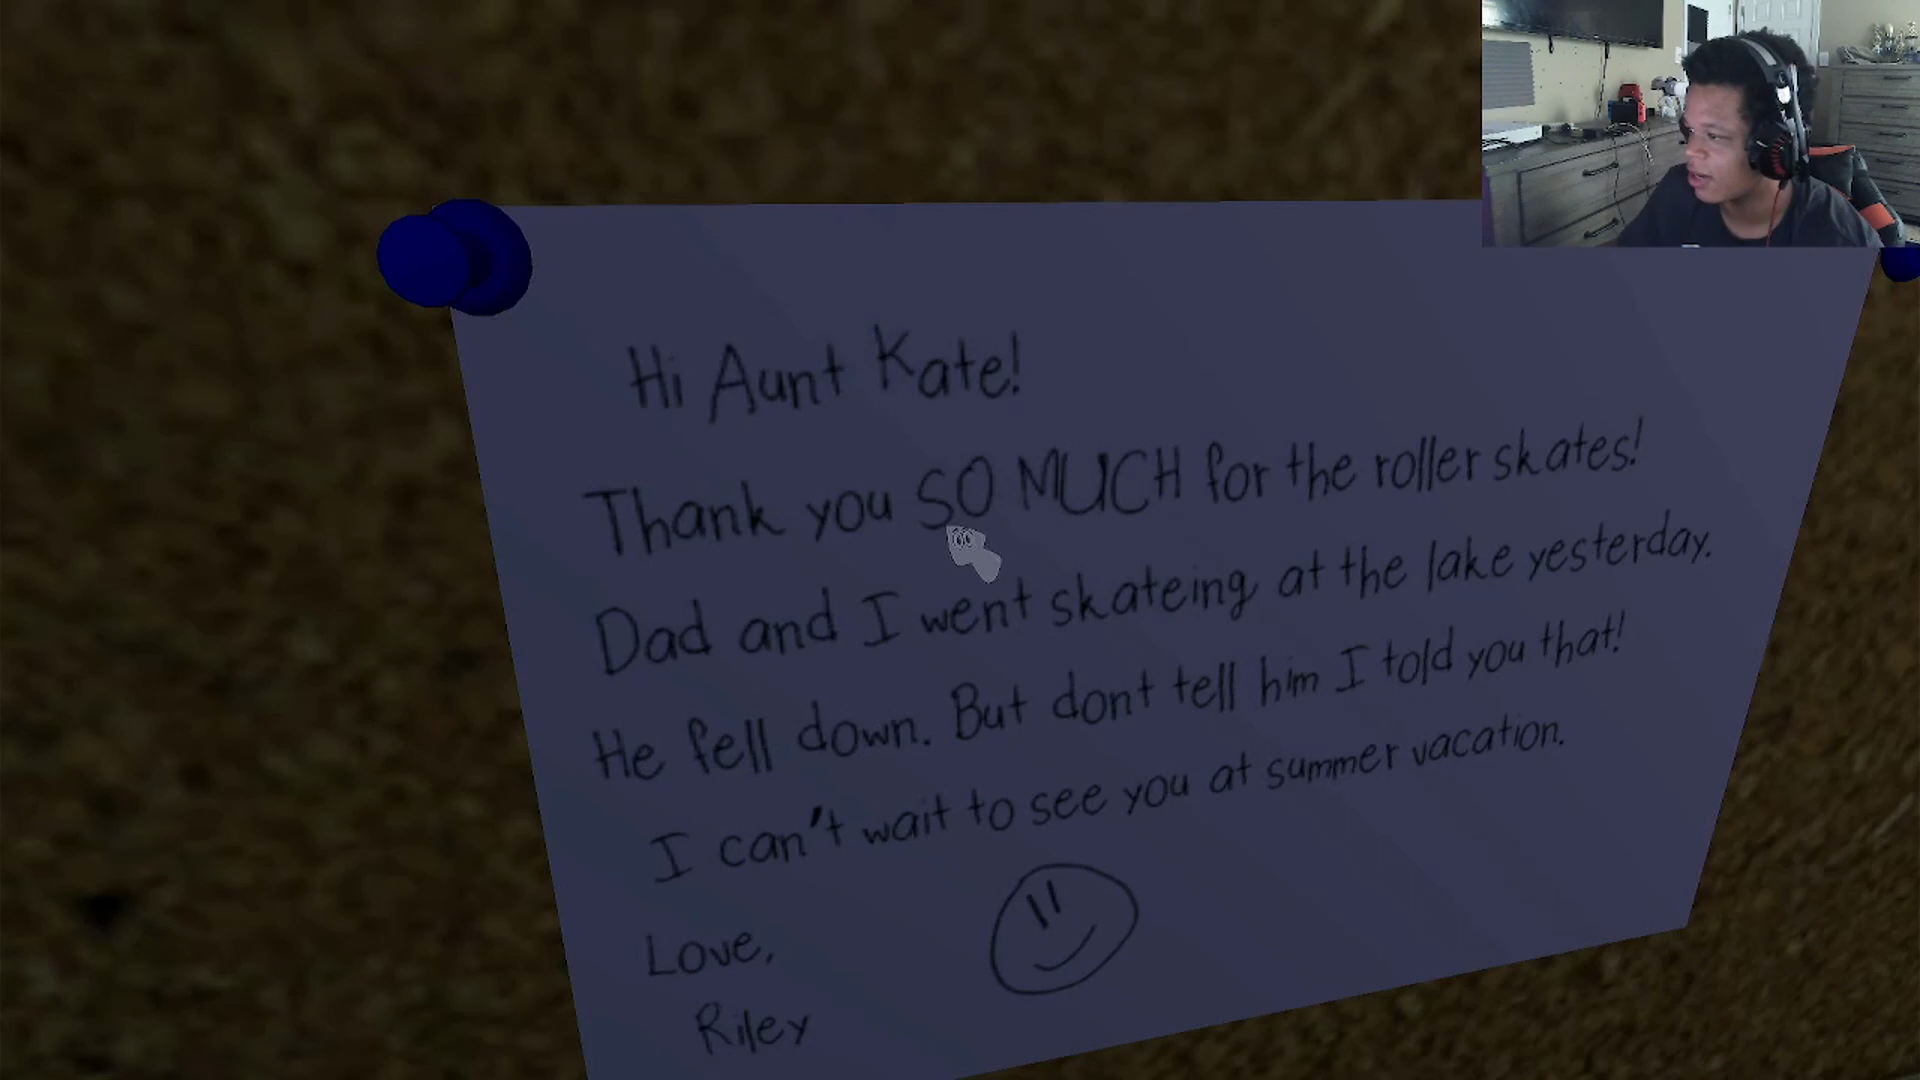 Hi Aunt Kate!
Thank you SO MUCH for the roller skates!
Dad and I went skateing at the lake yesterday.
He fell down. But dont tell him I told you that!
I can't wait to see you at summer vacation.
Love,
Riley